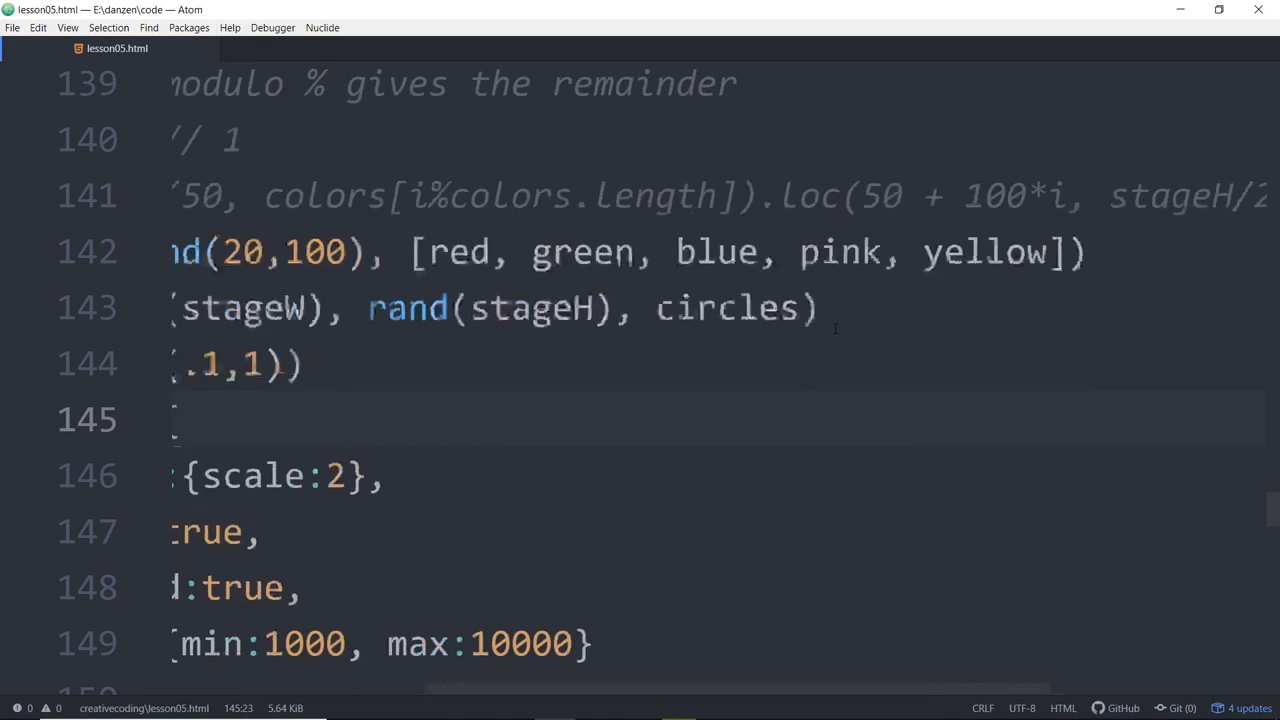 lesson05.html — E:\danzen\code — Atom
File Edit View Selection Find Packages Help Debugger Nuclide
lesson05.html
139 modulo % gives the remainder
140 // 1
141 (50, colors[i%colors.length]).loc(50 + 100*i, stageH/2
142 nd(20,100), [red, green, blue, pink, yellow])
143 (stageW), rand(stageH), circles)
144 (.1,1))
145 {
146 :{scale:2},
147 true,
148 d:true,
149 {min:1000, max:10000}
150
0 0 creativecoding\lesson05.html 145:23 5.64 KiB CRLF UTF-8 HTML GitHub Git (0) 4 updates